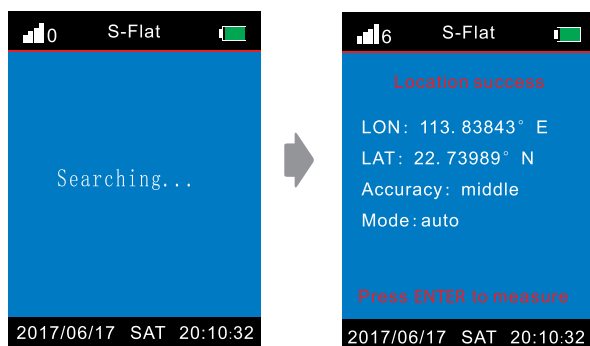 0 S-Flat
Searching...
2017/06/17 SAT 20:10:32
6 S-Flat
Location success
LON: 113.83843° E
LAT: 22.73989° N
Accuracy: middle
Mode:auto
Press ENTER to measure
2017/06/17 SAT 20:10:32